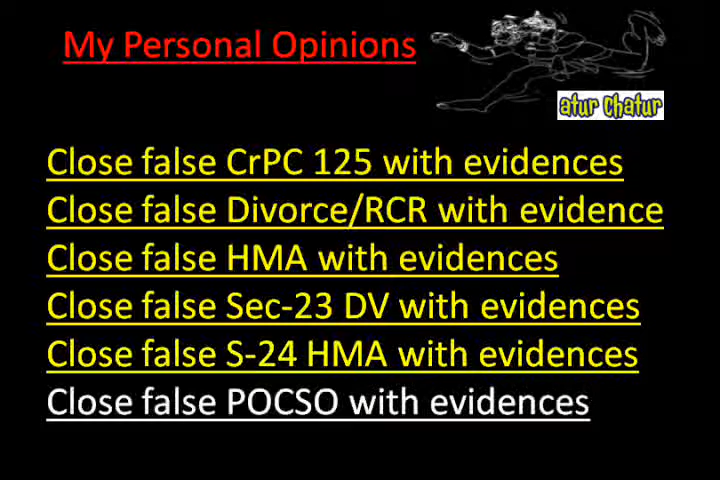 My Personal Opinions
atur Chatur
Close false CrPC 125 with evidences
Close false Divorce/RCR with evidence
Close false HMA with evidences
Close false Sec-23 DV with evidences
Close false S-24 HMA with evidences
Close false POCSO with evidences